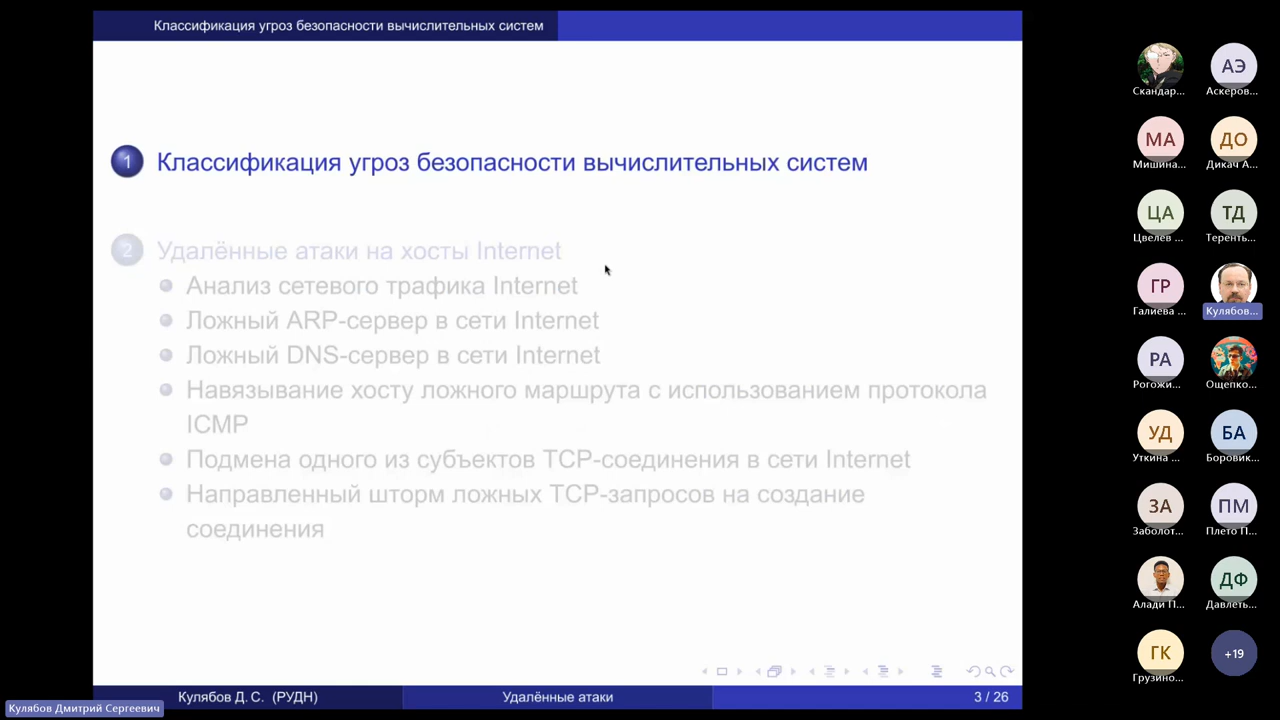 Классификация угроз безопасности вычислительных систем
1 Классификация угроз безопасности вычислительных систем
2 Удалённые атаки на хосты Internet
Анализ сетевого трафика Internet
Ложный ARP-сервер в сети Internet
Ложный DNS-сервер в сети Internet
Навязывание хосту ложного маршрута с использованием протокола
ICMP
Подмена одного из субъектов TCP-соединения в сети Internet
Направленный шторм ложных TCP-запросов на создание
соединения
Кулябов Д. С. (РУДН) Удалённые атаки 3 / 26
Кулябов Дмитрий Сергеевич
АЭ
Скандар... Аскеров...
МА ДО
Мишина... Дикач А...
ЦА ТД
Цвелев ... Теренть...
ГР
Галиева ... Кулябов...
РА
Рогожи... Ощепко...
УД БА
Уткина ... Боровик...
ЗА ПМ
Заболот... Плето П...
ДФ
Алади П... Давлеть...
ГК +19
Грузино...